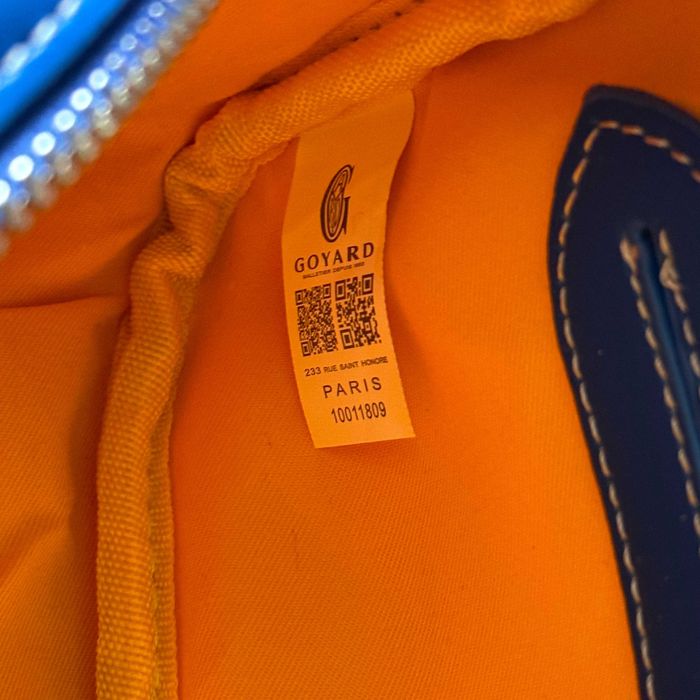 G
GOYARD
MALLETIER DEPUIS 1853
233 RUE SAINT HONORE
PARIS
10011809